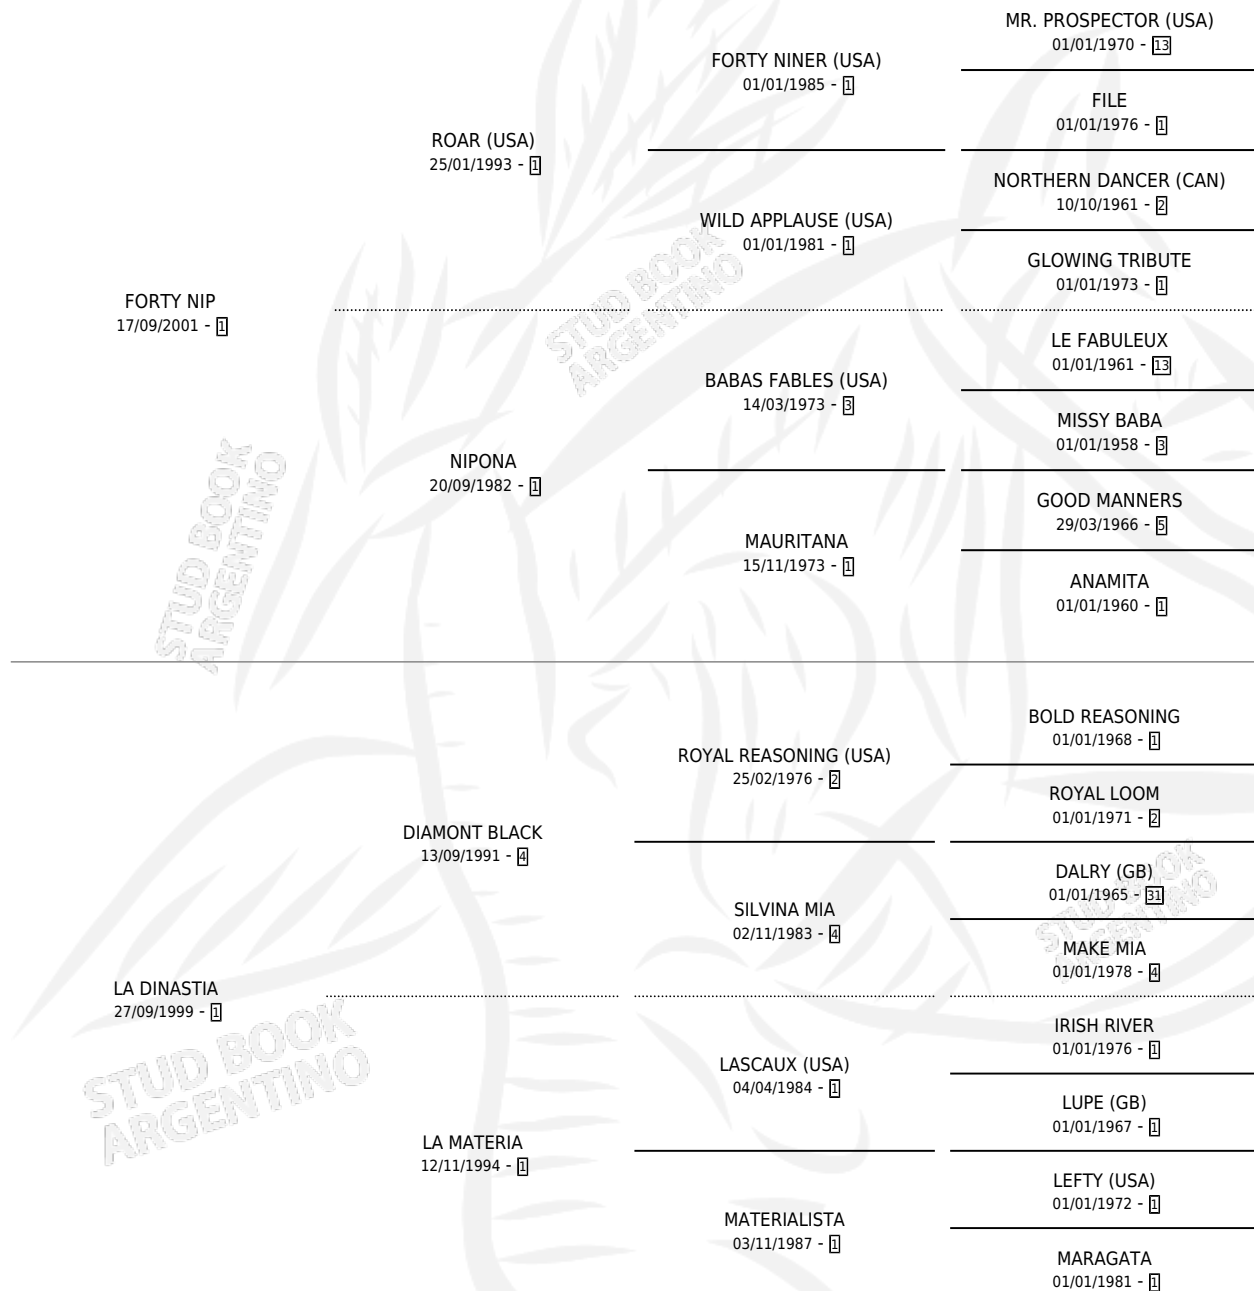 MR. PROSPECTOR (USA)
01/01/1970 - 13
FORTY NINER (USA)
01/01/1985 - 1
FILE
01/01/1976 - 1
ROAR (USA)
25/01/1993 - 1
NORTHERN DANCER (CAN)
10/10/1961 - 2
WILD APPLAUSE (USA)
01/01/1981 - 1
GLOWING TRIBUTE
01/01/1973 - 1
FORTY NIP
17/09/2001 - 1
LE FABULEUX
01/01/1961 - 13
BABAS FABLES (USA)
14/03/1973 - 3
MISSY BABA
01/01/1958 - 3
NIPONA
20/09/1982 - 1
GOOD MANNERS
29/03/1966 - 5
MAURITANA
15/11/1973 - 1
ANAMITA
01/01/1960 - 1
BOLD REASONING
01/01/1968 - 1
ROYAL REASONING (USA)
25/02/1976 - 2
ROYAL LOOM
01/01/1971 - 2
DIAMONT BLACK
13/09/1991 - 4
DALRY (GB)
01/01/1965 - 31
SILVINA MIA
02/11/1983 - 4
MAKE MIA
01/01/1978 - 4
LA DINASTIA
27/09/1999 - 1
IRISH RIVER
01/01/1976 - 1
LASCAUX (USA)
04/04/1984 - 1
LUPE (GB)
01/01/1967 - 1
LA MATERIA
12/11/1994 - 1
LEFTY (USA)
01/01/1972 - 1
MATERIALISTA
03/11/1987 - 1
MARAGATA
01/01/1981 - 1
STUD BOOK
ARGENTINO
STUD BOOK
ARGENTINO
STUD BOOK
ARGENTINO
STUD BOOK
ARGENTINO